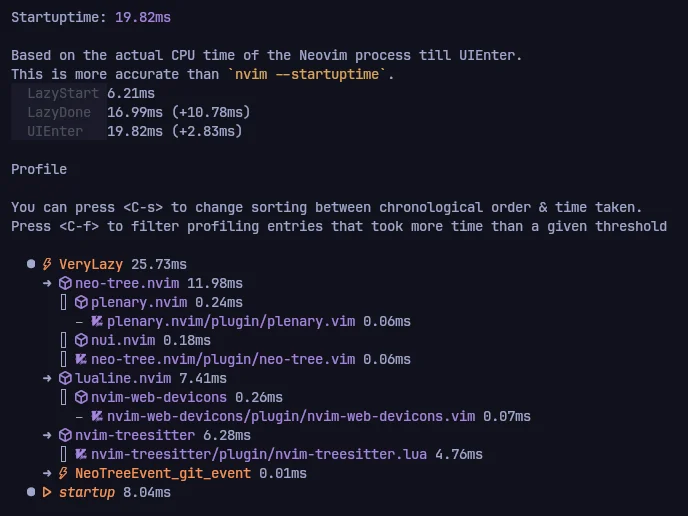 Startuptime: 19.82ms
Based on the actual CPU time of the Neovim process till UIEnter.
This is more accurate than `nvim --startuptime`.
LazyStart 6.21ms
LazyDone 16.99ms (+10.78ms)
UIEnter 19.82ms (+2.83ms)
Profile
You can press <C-s> to change sorting between chronological order & time taken.
Press <C-f> to filter profiling entries that took more time than a given threshold
● VeryLazy 25.73ms
➜ neo-tree.nvim 11.98ms
plenary.nvim 0.24ms
– plenary.nvim/plugin/plenary.vim 0.06ms
nui.nvim 0.18ms
neo-tree.nvim/plugin/neo-tree.vim 0.06ms
➜ lualine.nvim 7.41ms
nvim-web-devicons 0.26ms
– nvim-web-devicons/plugin/nvim-web-devicons.vim 0.07ms
➜ nvim-treesitter 6.28ms
nvim-treesitter/plugin/nvim-treesitter.lua 4.76ms
➜ NeoTreeEvent_git_event 0.01ms
● startup 8.04ms